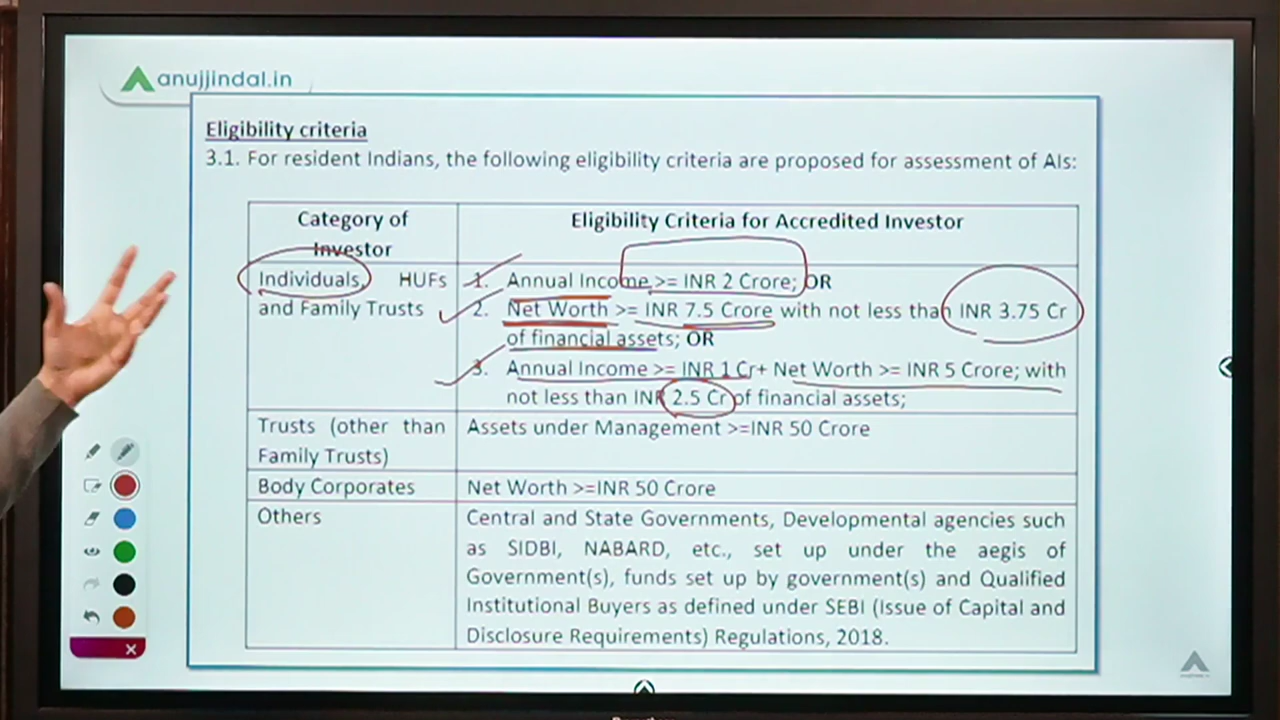 anujjindal.in
Eligibility criteria
3.1. For resident Indians, the following eligibility criteria are proposed for assessment of AIs:
Category of
Investor
Eligibility Criteria for Accredited Investor
Individuals, HUFs
and Family Trusts
1. Annual Income >= INR 2 Crore; OR
2. Net Worth >= INR 7.5 Crore with not less than INR 3.75 Cr
of financial assets; OR
3. Annual Income >= INR 1 Cr+ Net Worth >= INR 5 Crore; with
not less than INR 2.5 Cr of financial assets;
Trusts (other than
Family Trusts)
Assets under Management >=INR 50 Crore
Body Corporates
Net Worth >=INR 50 Crore
Others
Central and State Governments, Developmental agencies such
as SIDBI, NABARD, etc., set up under the aegis of
Government(s), funds set up by government(s) and Qualified
Institutional Buyers as defined under SEBI (Issue of Capital and
Disclosure Requirements) Regulations, 2018.